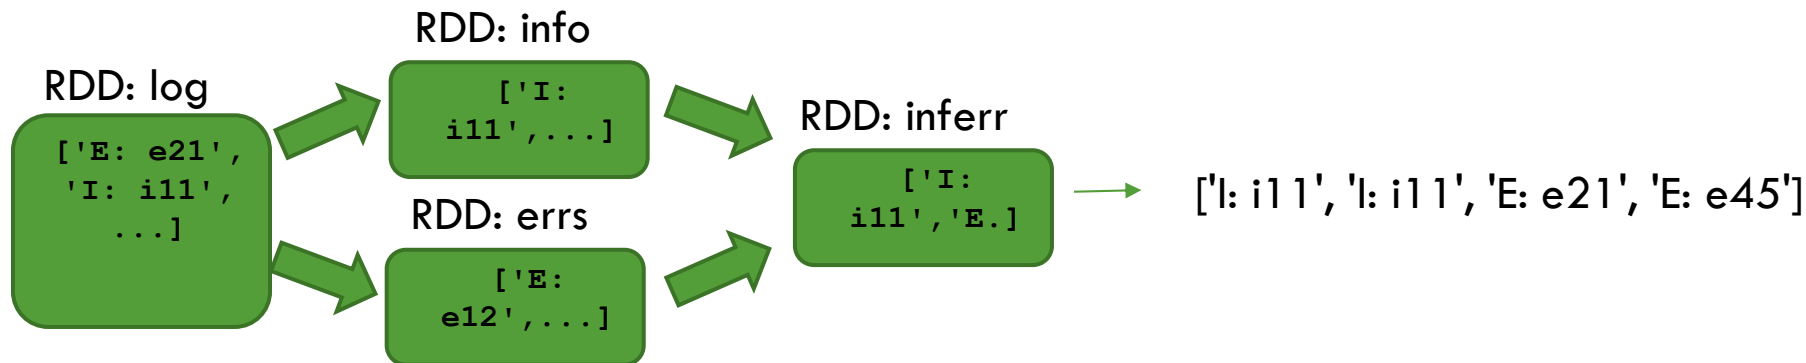 RDD: log
['E: e21',
'I: i11',
...]
RDD: info
['I:
i11',...]
RDD: errs
['E:
e12',...]
RDD: inferr
['I:
i11','E.]
['I: i11', 'I: i11', 'E: e21', 'E: e45']